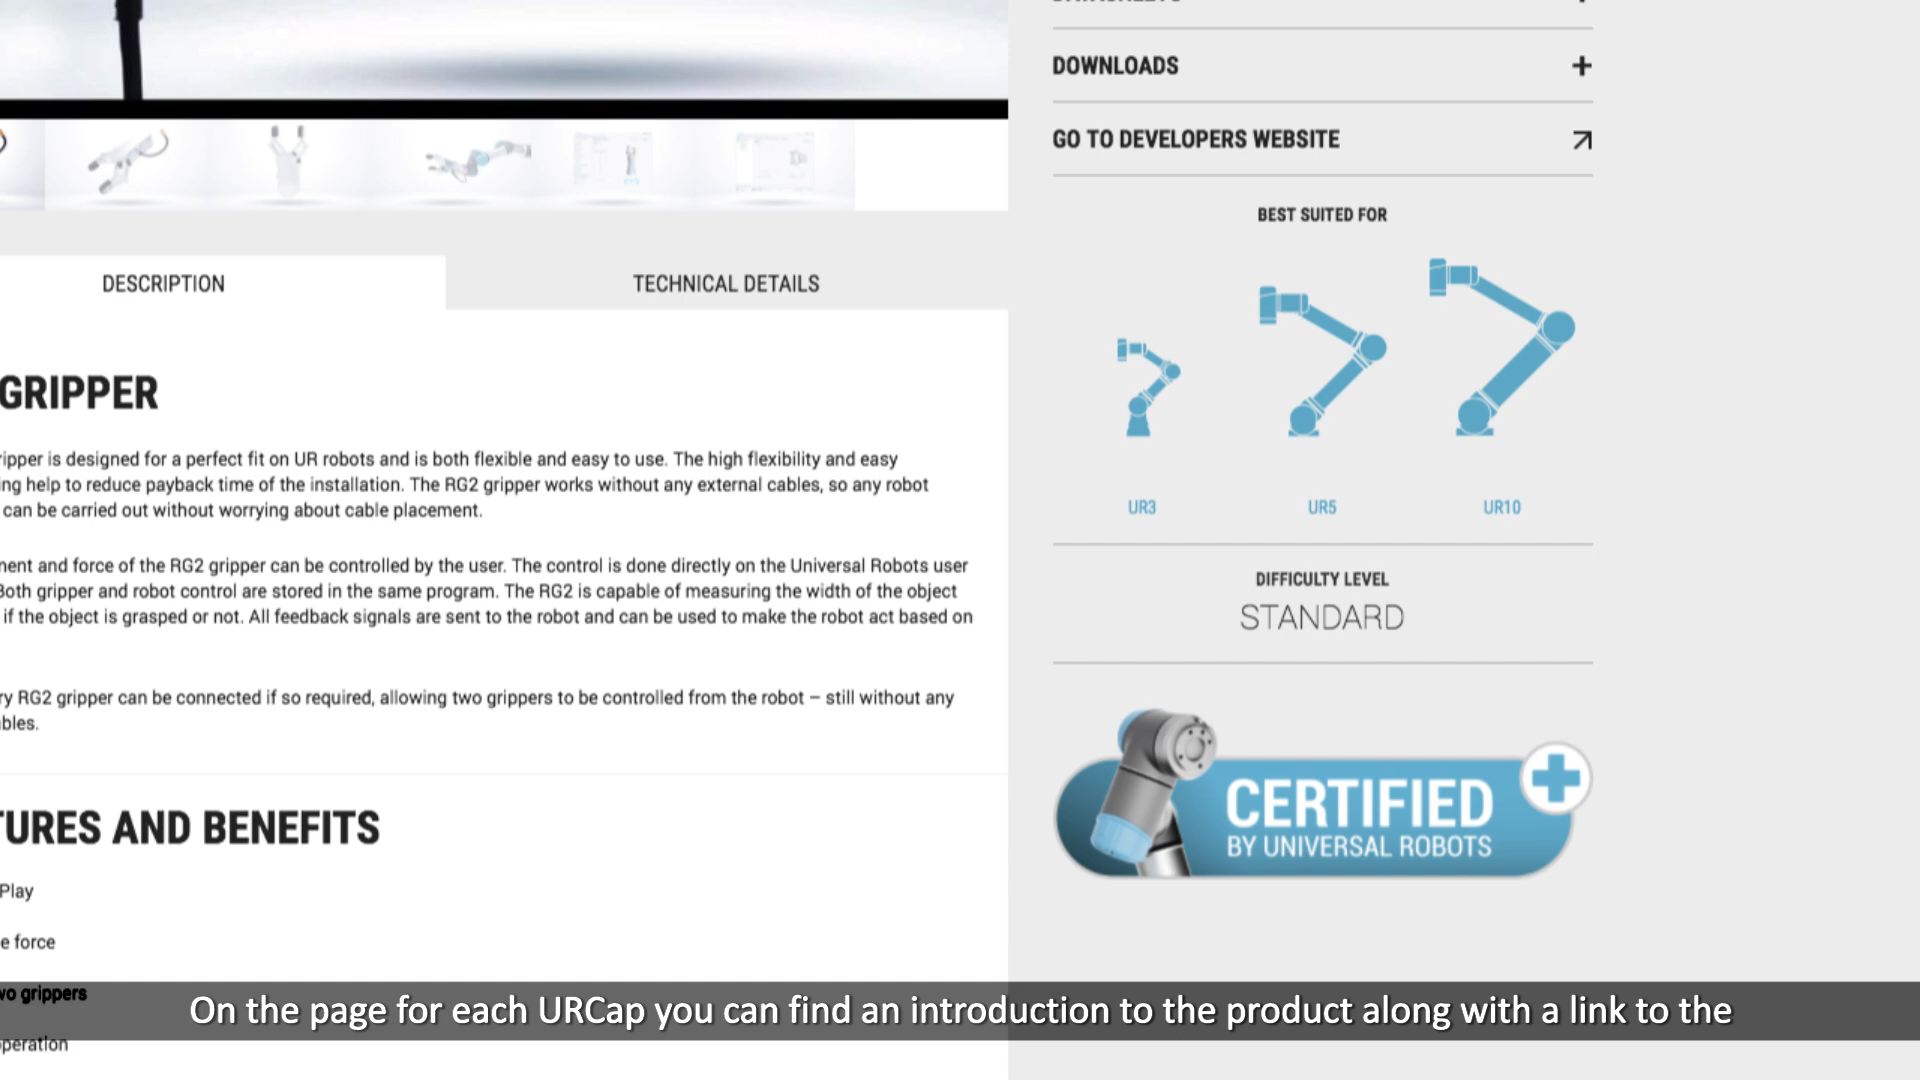 DOWNLOADS
GO TO DEVELOPERS WEBSITE
BEST SUITED FOR
UR3 UR5 UR10
DIFFICULTY LEVEL
STANDARD
CERTIFIED
BY UNIVERSAL ROBOTS
DESCRIPTION TECHNICAL DETAILS
GRIPPER
ripper is designed for a perfect fit on UR robots and is both flexible and easy to use. The high flexibility and easy
ing help to reduce payback time of the installation. The RG2 gripper works without any external cables, so any robot
can be carried out without worrying about cable placement.
ment and force of the RG2 gripper can be controlled by the user. The control is done directly on the Universal Robots user
Both gripper and robot control are stored in the same program. The RG2 is capable of measuring the width of the object
if the object is grasped or not. All feedback signals are sent to the robot and can be used to make the robot act based on
ry RG2 gripper can be connected if so required, allowing two grippers to be controlled from the robot – still without any
bles.
TURES AND BENEFITS
Play
e force
wo grippers
operation
On the page for each URCap you can find an introduction to the product along with a link to the